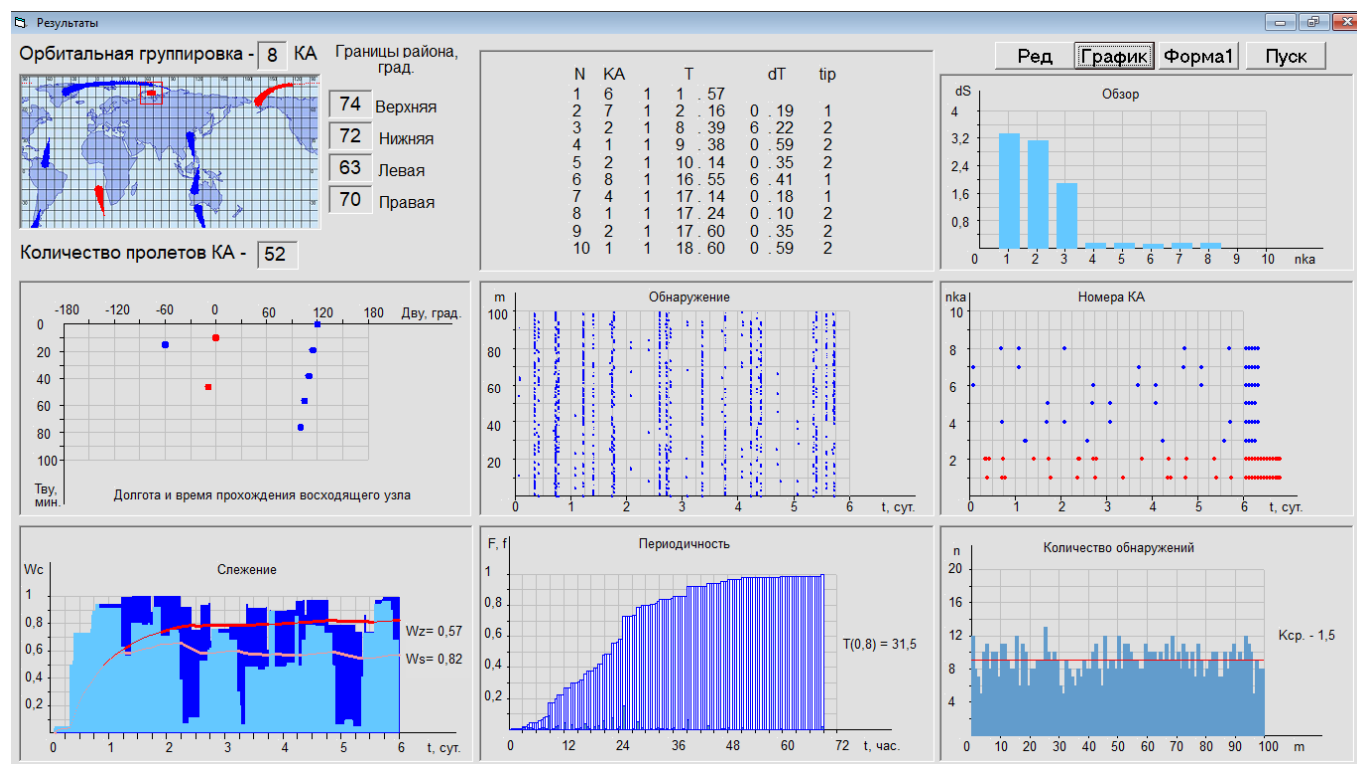 Результаты
Орбитальная группировка - 8 КА
Границы района,
град.
74 Верхняя
72 Нижняя
63 Левая
70 Правая
Количество пролетов КА - 52
N KA T dT tip
1 6 1 1 . 57
2 7 1 2 . 16 0 . 19 1
3 2 1 8 . 39 6 . 22 2
4 1 1 9 . 38 0 . 59 2
5 2 1 10 . 14 0 . 35 2
6 8 1 16 . 55 6 . 41 1
7 4 1 17 . 14 0 . 18 1
8 1 1 17 . 24 0 . 10 2
9 2 1 17 . 60 0 . 35 2
10 1 1 18 . 60 0 . 59 2
Ред График Форма1 Пуск
dS Обзор
4
3,2
2,4
1,6
0,8
0 1 2 3 4 5 6 7 8 9 10 nka
-180 -120 -60 0 60 120 180 Дву, град.
0
20
40
60
80
100
Тву,
мин.
Долгота и время прохождения восходящего узла
m Обнаружение
100
80
60
40
20
0 1 2 3 4 5 6 t, сут.
nka Номера КА
10
8
6
4
2
0 1 2 3 4 5 6 t, сут.
Wc Слежение
1
0,8
0,6
0,4
0,2
Wz= 0,57
Ws= 0,82
0 1 2 3 4 5 6 t, сут.
F, f Периодичность
1
0,8
0,6
0,4
0,2
T(0,8) = 31,5
0 12 24 36 48 60 72 t, час.
n Количество обнаружений
20
16
12
8
4
Кср. - 1,5
0 10 20 30 40 50 60 70 80 90 100 m